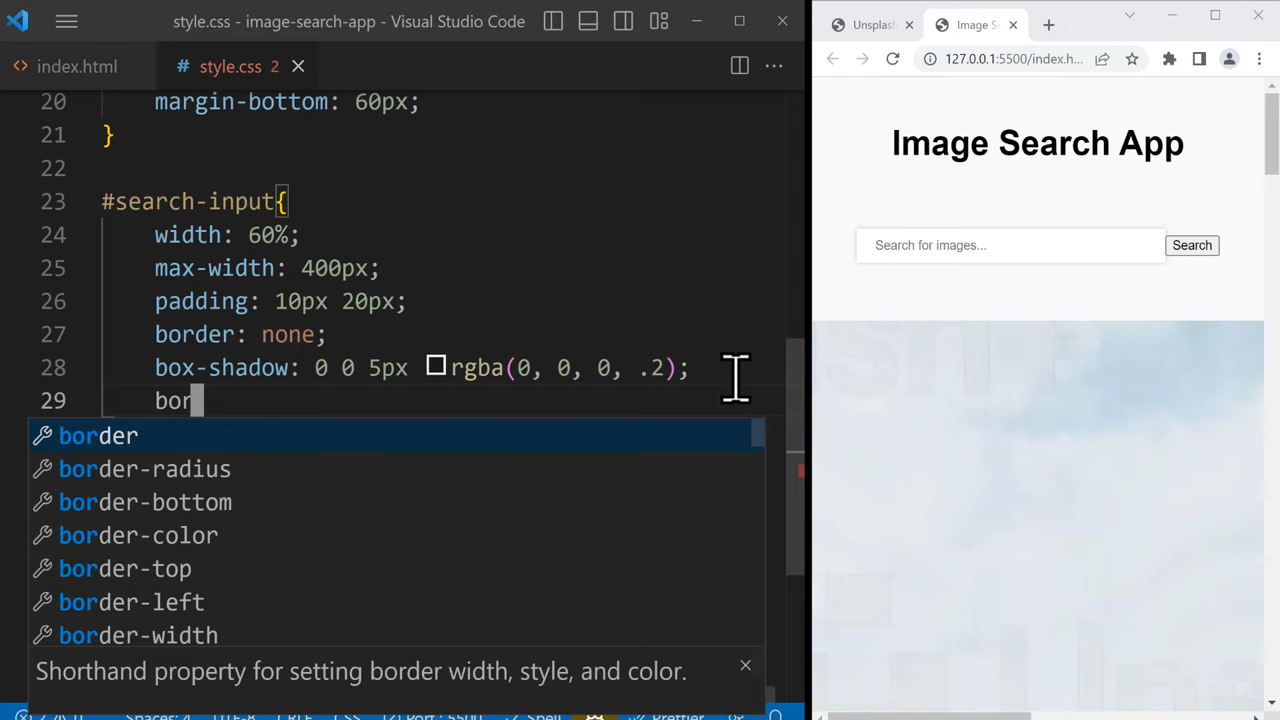 style.css - image-search-app - Visual Studio Code
index.html
style.css 2
20 margin-bottom: 60px;
21 }
22
23 #search-input{
24 width: 60%;
25 max-width: 400px;
26 padding: 10px 20px;
27 border: none;
28 box-shadow: 0 0 5px rgba(0, 0, 0, .2);
29 bor
border
border-radius
border-bottom
border-color
border-top
border-left
border-width
Shorthand property for setting border width, style, and color.
Unsplash
Image Se
127.0.0.1:5500/index.h...
Image Search App
Search for images...
Search